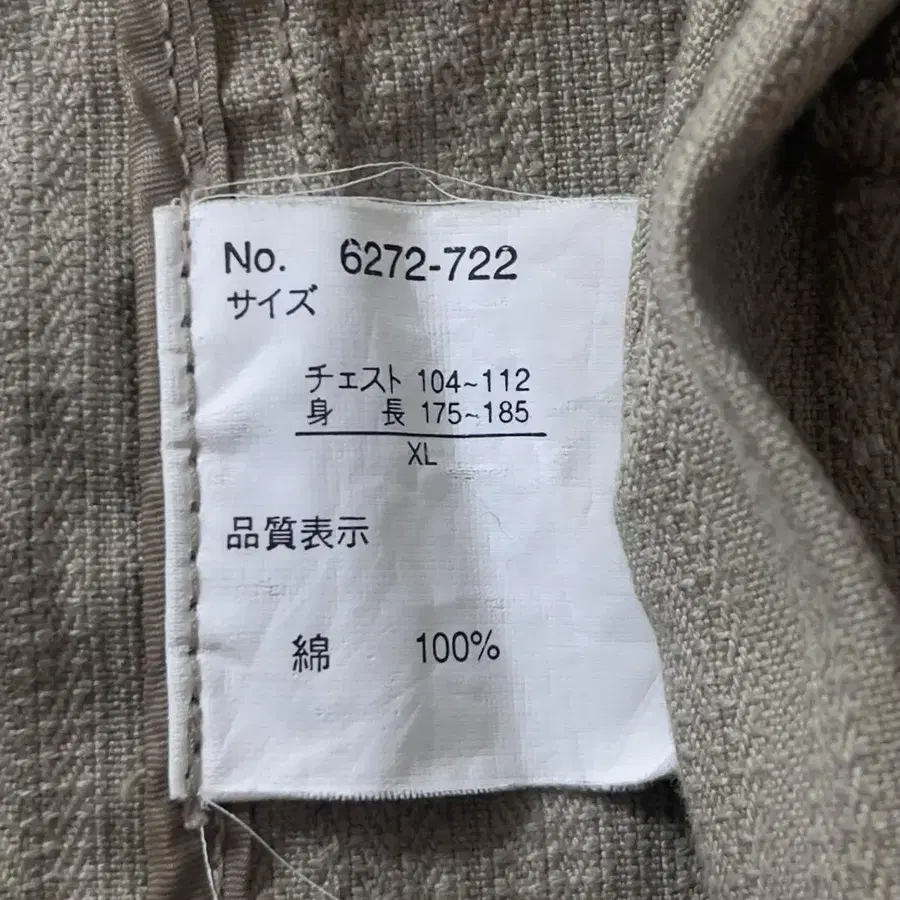 No. 6272-722
サイズ
チェスト 104~112
身 長 175~185
XL
品質表示
綿 100%